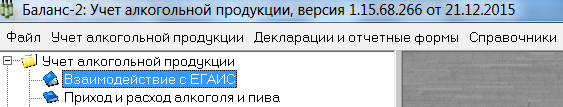 Баланс-2: Учет алкогольной продукции, версия 1.15.68.266 от 21.12.2015
Файл Учет алкогольной продукции Декларации и отчетные формы Справочники
Учет алкогольной продукции
Взаимодействие с ЕГАИС
Приход и расход алкоголя и пива